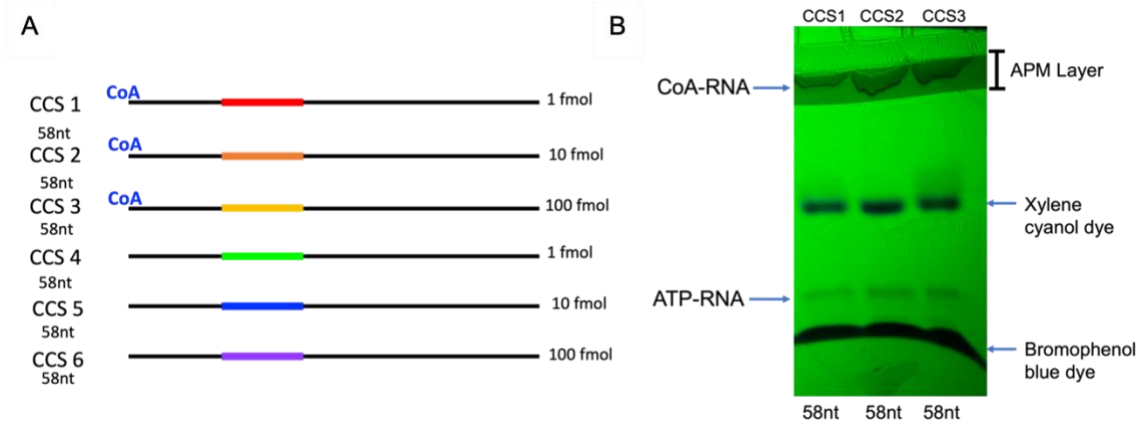 A
CoA
CCS 1
1 fmol
58nt
CoA
CCS 2
10 fmol
58nt
CoA
CCS 3
100 fmol
58nt
CCS 4
1 fmol
58nt
CCS 5
10 fmol
58nt
CCS 6
100 fmol
58nt
B
CCS1 CCS2 CCS3
APM Layer
CoA-RNA
Xylene
cyanol dye
ATP-RNA
Bromophenol
blue dye
58nt 58nt 58nt